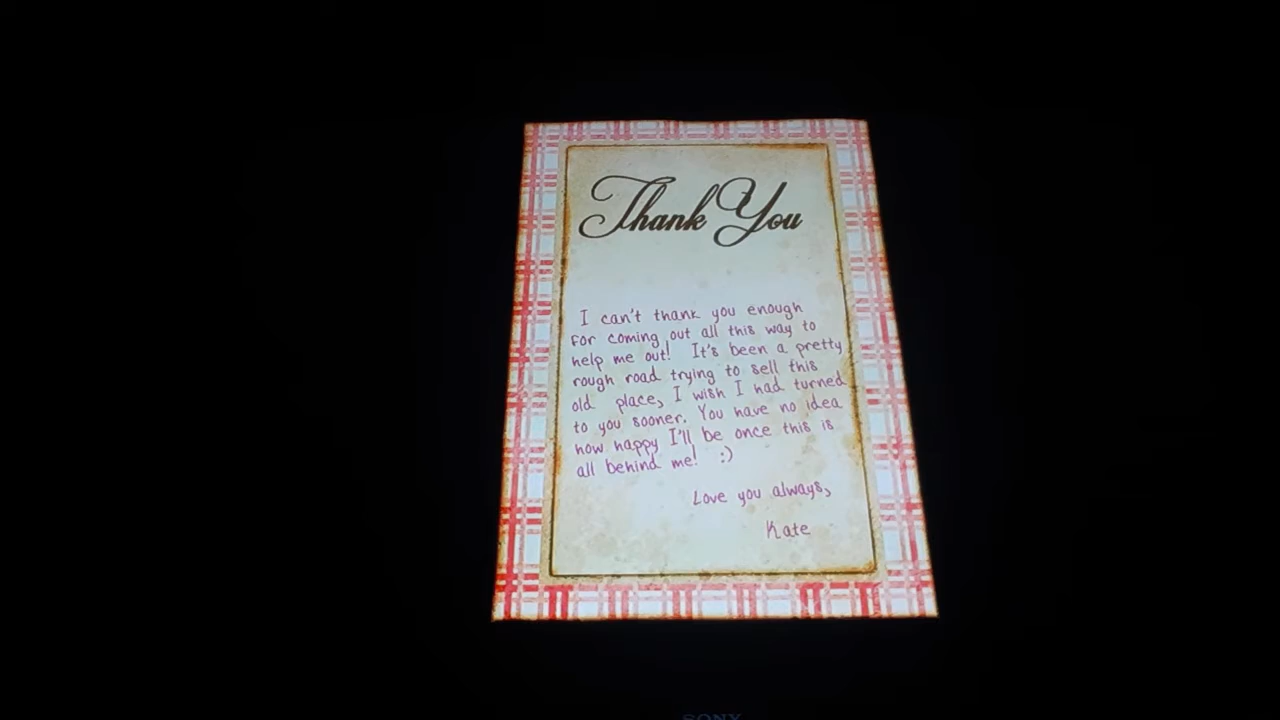 Thank You
I can't thank you enough
for coming out all this way to
help me out! It's been a pretty
rough road trying to sell this
old place, I wish I had turned
to you sooner. You have no idea
how happy I'll be once this is
all behind me! :)
Love you always,
Kate
SONY